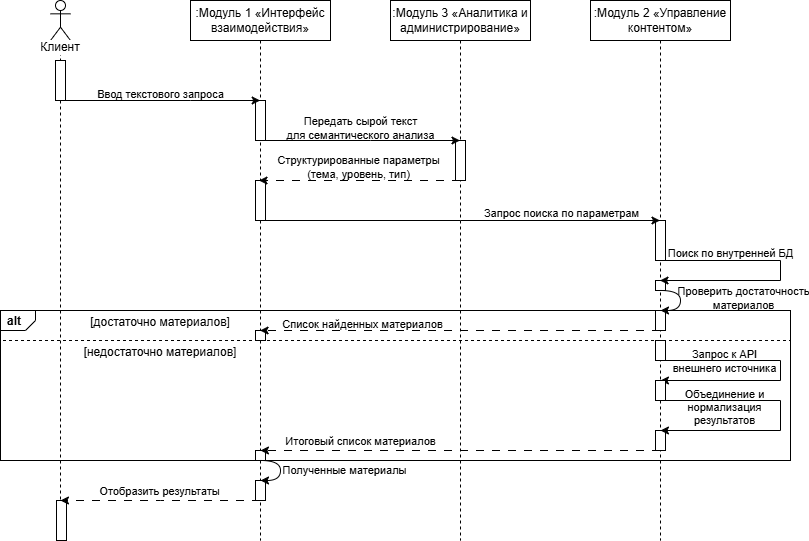 :Модуль 1 «Интерфейс
взаимодействия»
:Модуль 3 «Аналитика и
администрирование»
:Модуль 2 «Управление
контентом»
Клиент
Ввод текстового запроса
Передать сырой текст
для семантического анализа
Структурированные параметры
(тема, уровень, тип)
Запрос поиска по параметрам
Поиск по внутренней БД
Проверить достаточность
материалов
alt
[достаточно материалов]
Список найденных материалов
[недостаточно материалов]
Запрос к API
внешнего источника
Объединение и
нормализация
результатов
Итоговый список материалов
Полученные материалы
Отобразить результаты